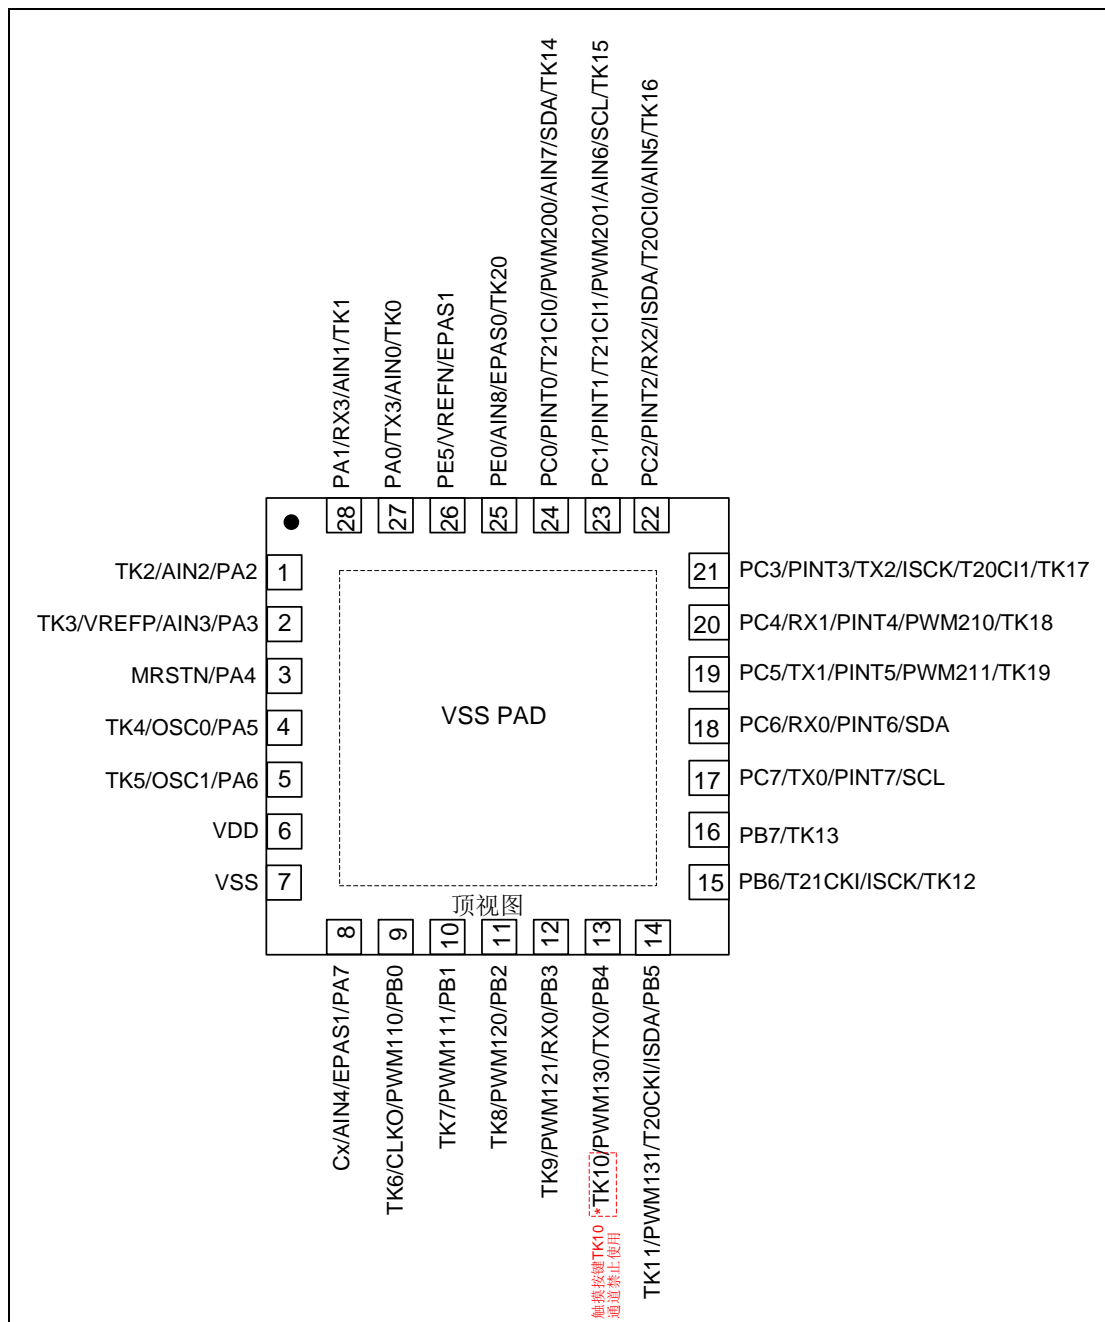 PA1/RX3/AIN1/TK1
PA0/TX3/AIN0/TK0
PE5/VREFN/EPAS1
PE0/AIN8/EPAS0/TK20
PC0/PINT0/T21CI0/PWM200/AIN7/SDA/TK14
PC1/PINT1/T21CI1/PWM201/AIN6/SCL/TK15
PC2/PINT2/RX2/ISDA/T20CI0/AIN5/TK16
28
27
26
25
24
23
22
TK2/AIN2/PA2
1
TK3/VREFP/AIN3/PA3
2
MRSTN/PA4
3
TK4/OSC0/PA5
4
TK5/OSC1/PA6
5
VDD
6
VSS
7
VSS PAD
顶视图
21
PC3/PINT3/TX2/ISCK/T20CI1/TK17
20
PC4/RX1/PINT4/PWM210/TK18
19
PC5/TX1/PINT5/PWM211/TK19
18
PC6/RX0/PINT6/SDA
17
PC7/TX0/PINT7/SCL
16
PB7/TK13
15
PB6/T21CKI/ISCK/TK12
8
9
10
11
12
13
14
Cx/AIN4/EPAS1/PA7
TK6/CLKO/PWM110/PB0
TK7/PWM111/PB1
TK8/PWM120/PB2
TK9/PWM121/RX0/PB3
*TK10/PWM130/TX0/PB4
TK11/PWM131/T20CKI/ISDA/PB5
触摸按键TK10
通道禁止使用